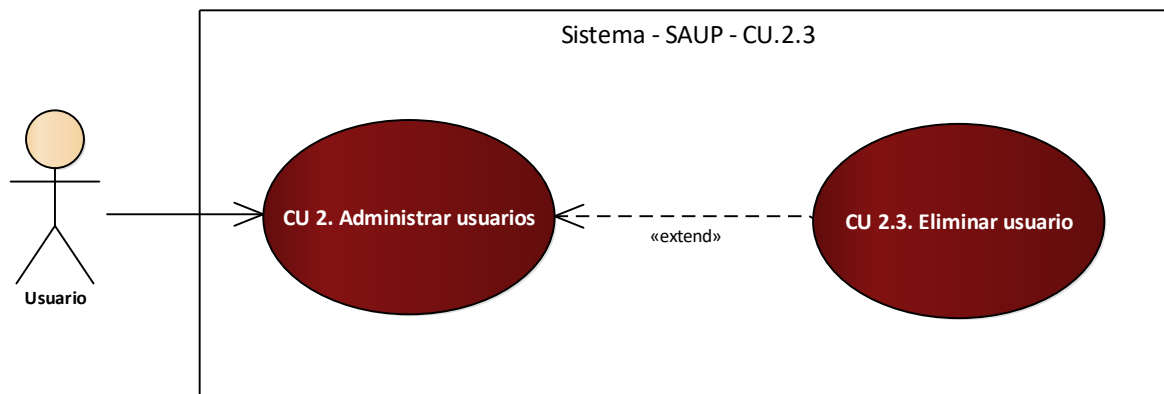 Sistema - SAUP - CU.2.3
CU 2. Administrar usuarios
CU 2.3. Eliminar usuario
«extend»
Usuario